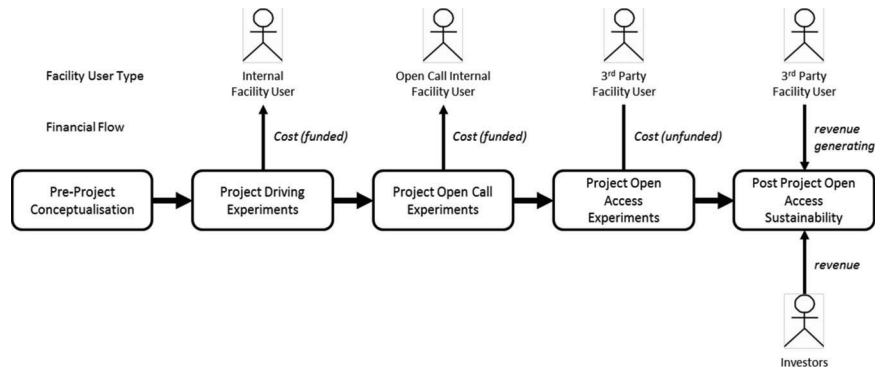 Facility User Type
Internal
Facility User
Open Call Internal
Facility User
3rd Party
Facility User
3rd Party
Facility User
Financial Flow
Cost (funded)
Cost (funded)
Cost (unfunded)
revenue
generating
Pre-Project
Conceptualisation
Project Driving
Experiments
Project Open Call
Experiments
Project Open
Access
Experiments
Post Project Open
Access
Sustainability
revenue
Investors